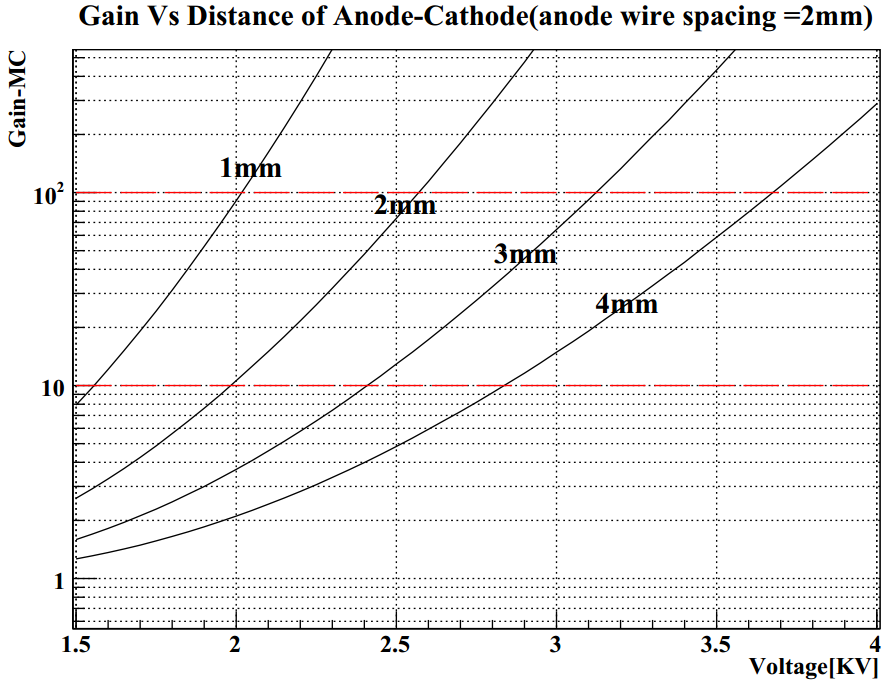 Gain Vs Distance of Anode-Cathode(anode wire spacing =2mm)
Gain-MC
10²
10
1
1mm
2mm
3mm
4mm
1.5 2 2.5 3 3.5 4
Voltage[KV]